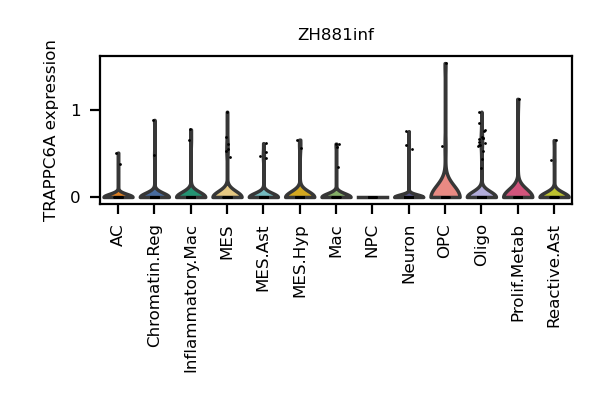 ZH881inf
TRAPPC6A expression
1
0
AC
Chromatin.Reg
Inflammatory.Mac
MES
MES.Ast
MES.Hyp
Mac
NPC
Neuron
OPC
Oligo
Prolif.Metab
Reactive.Ast